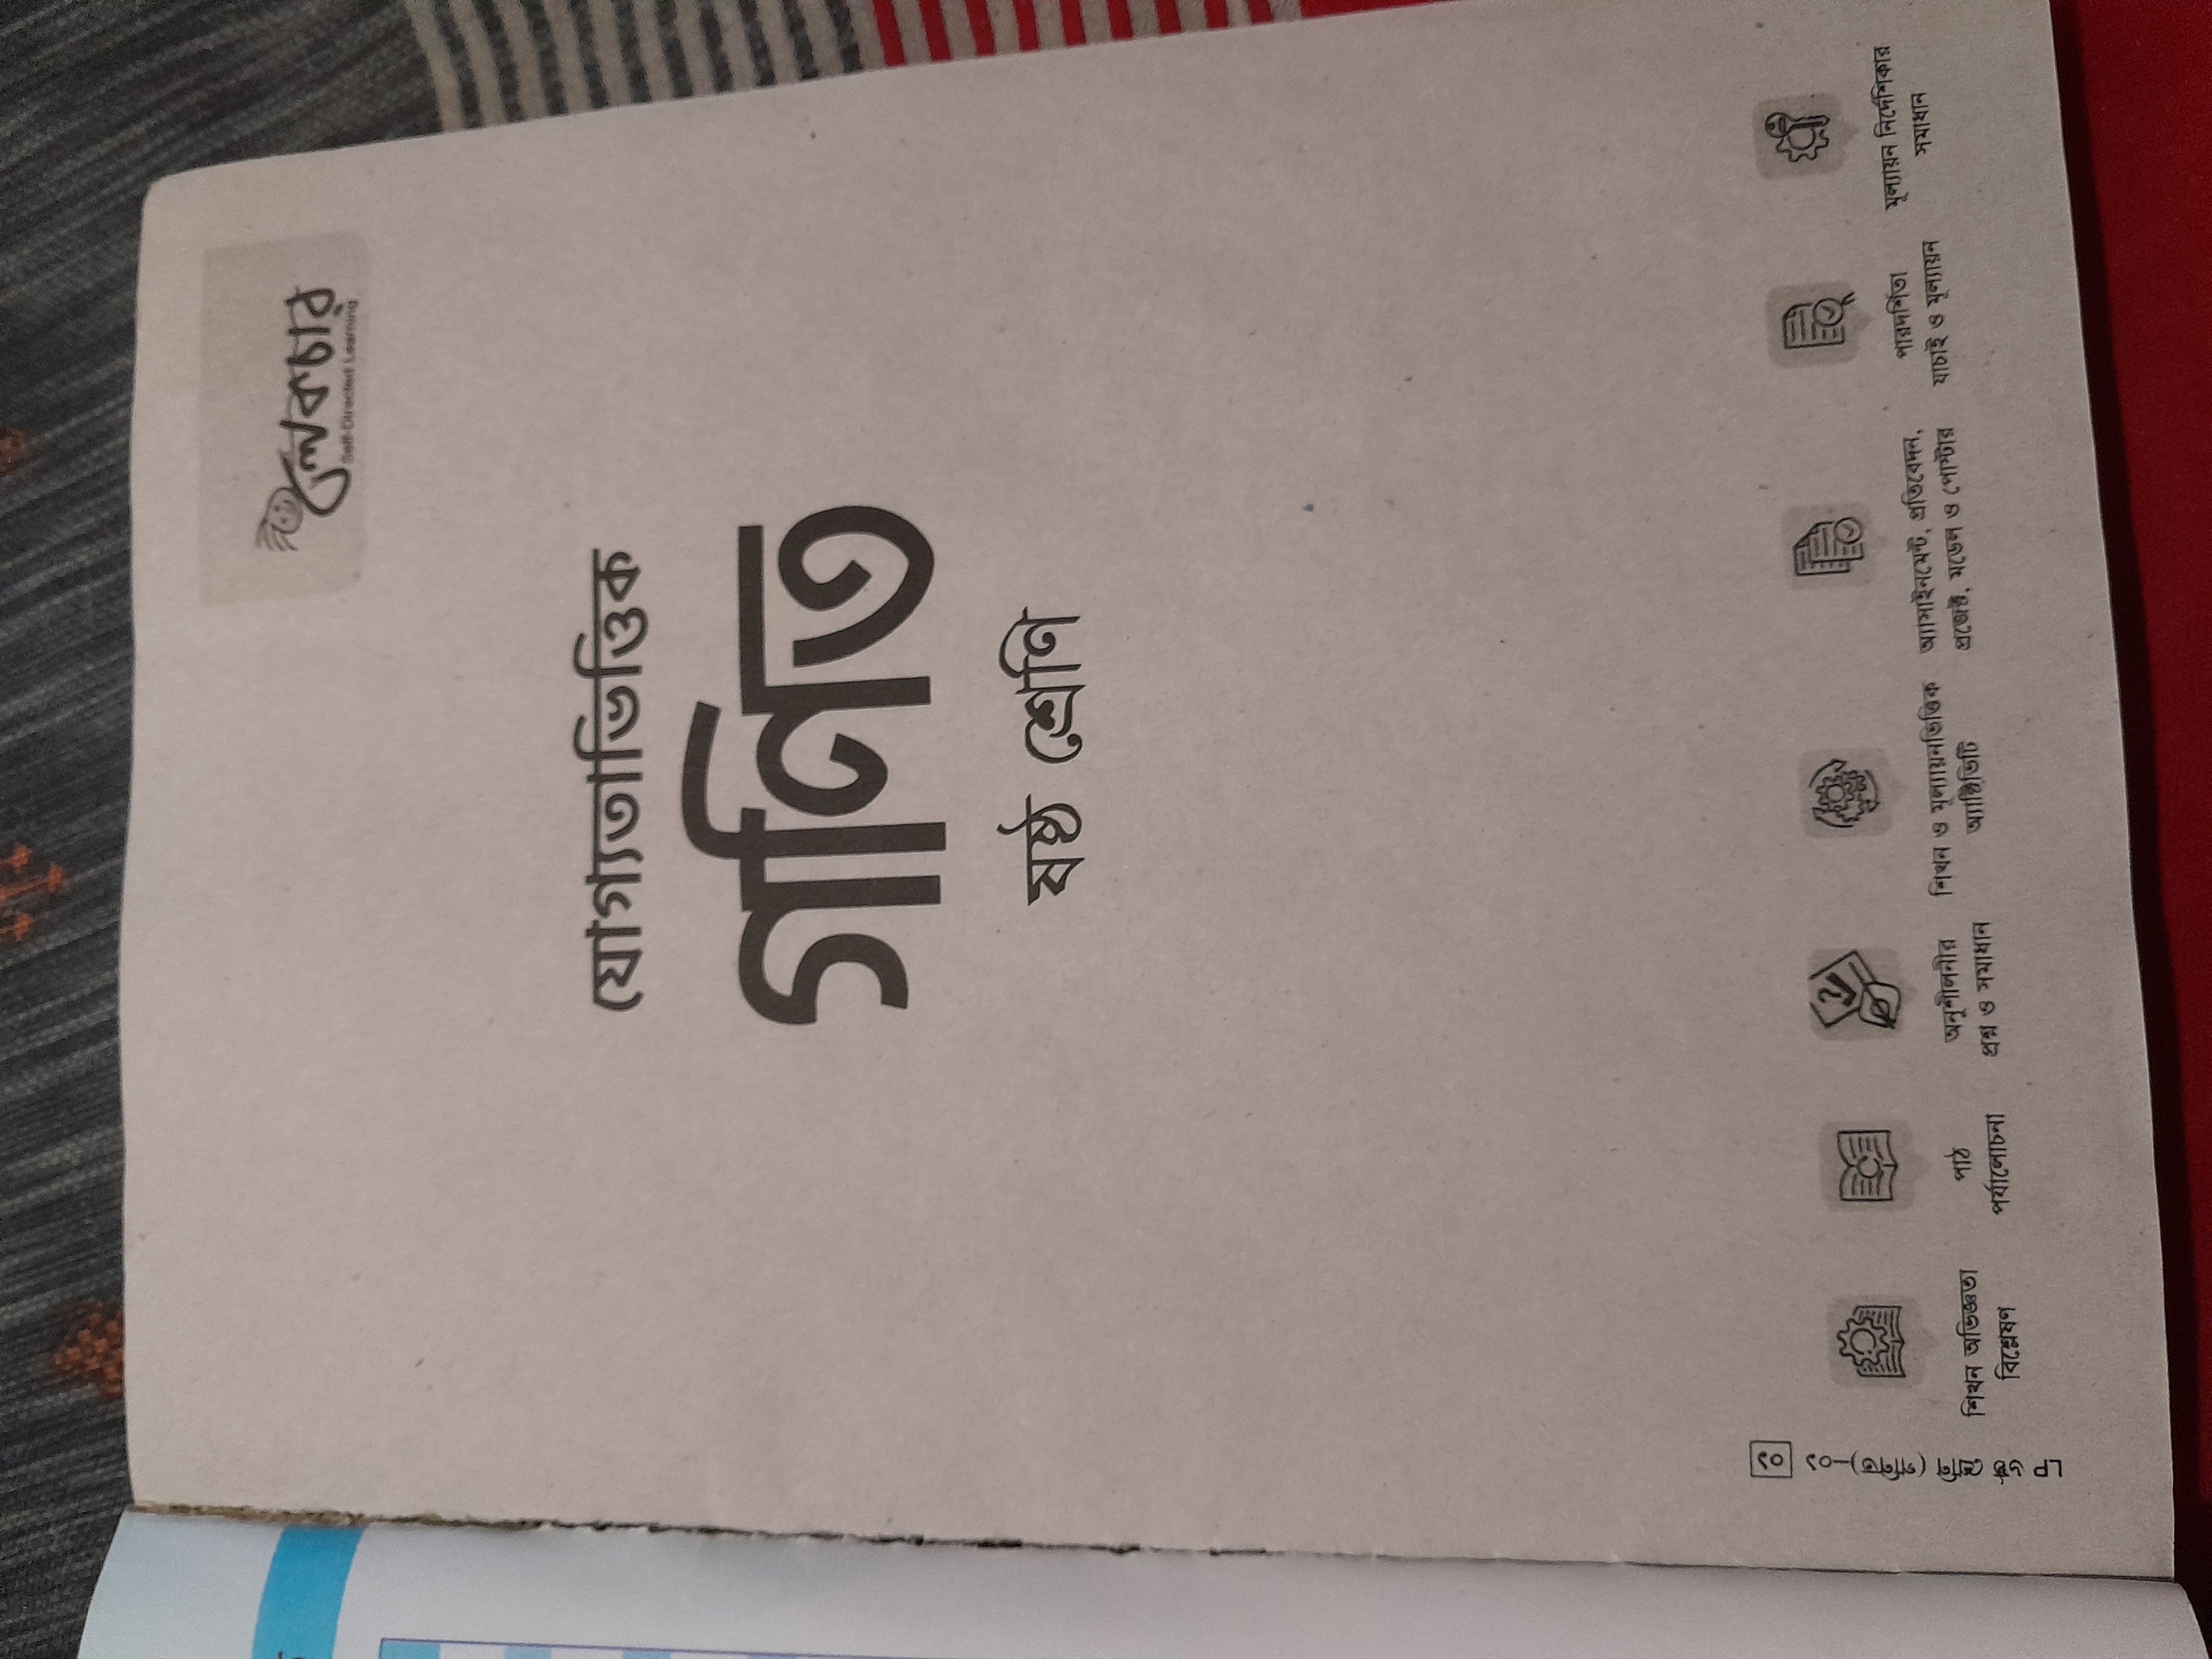 লেকচার
Self-Directed Learning
যোগ্যতাভিত্তিক
গণিত
ষষ্ঠ শ্রেণি
LP ৬ষ্ঠ শ্রেণি (গণিত)—০১ ০১
শিখন অভিজ্ঞতা
বিশ্লেষণ
পাঠ
পর্যালোচনা
অনুশীলনীর
প্রশ্ন ও সমাধান
শিখন ও মূল্যায়নভিত্তিক
অ্যাক্টিভিটি
অ্যাসাইনমেন্ট, প্রতিবেদন,
প্রজেক্ট, মডেল ও পোস্টার
পারদর্শিতা
যাচাই ও মূল্যায়ন
মূল্যায়ন নির্দেশিকার
সমাধান